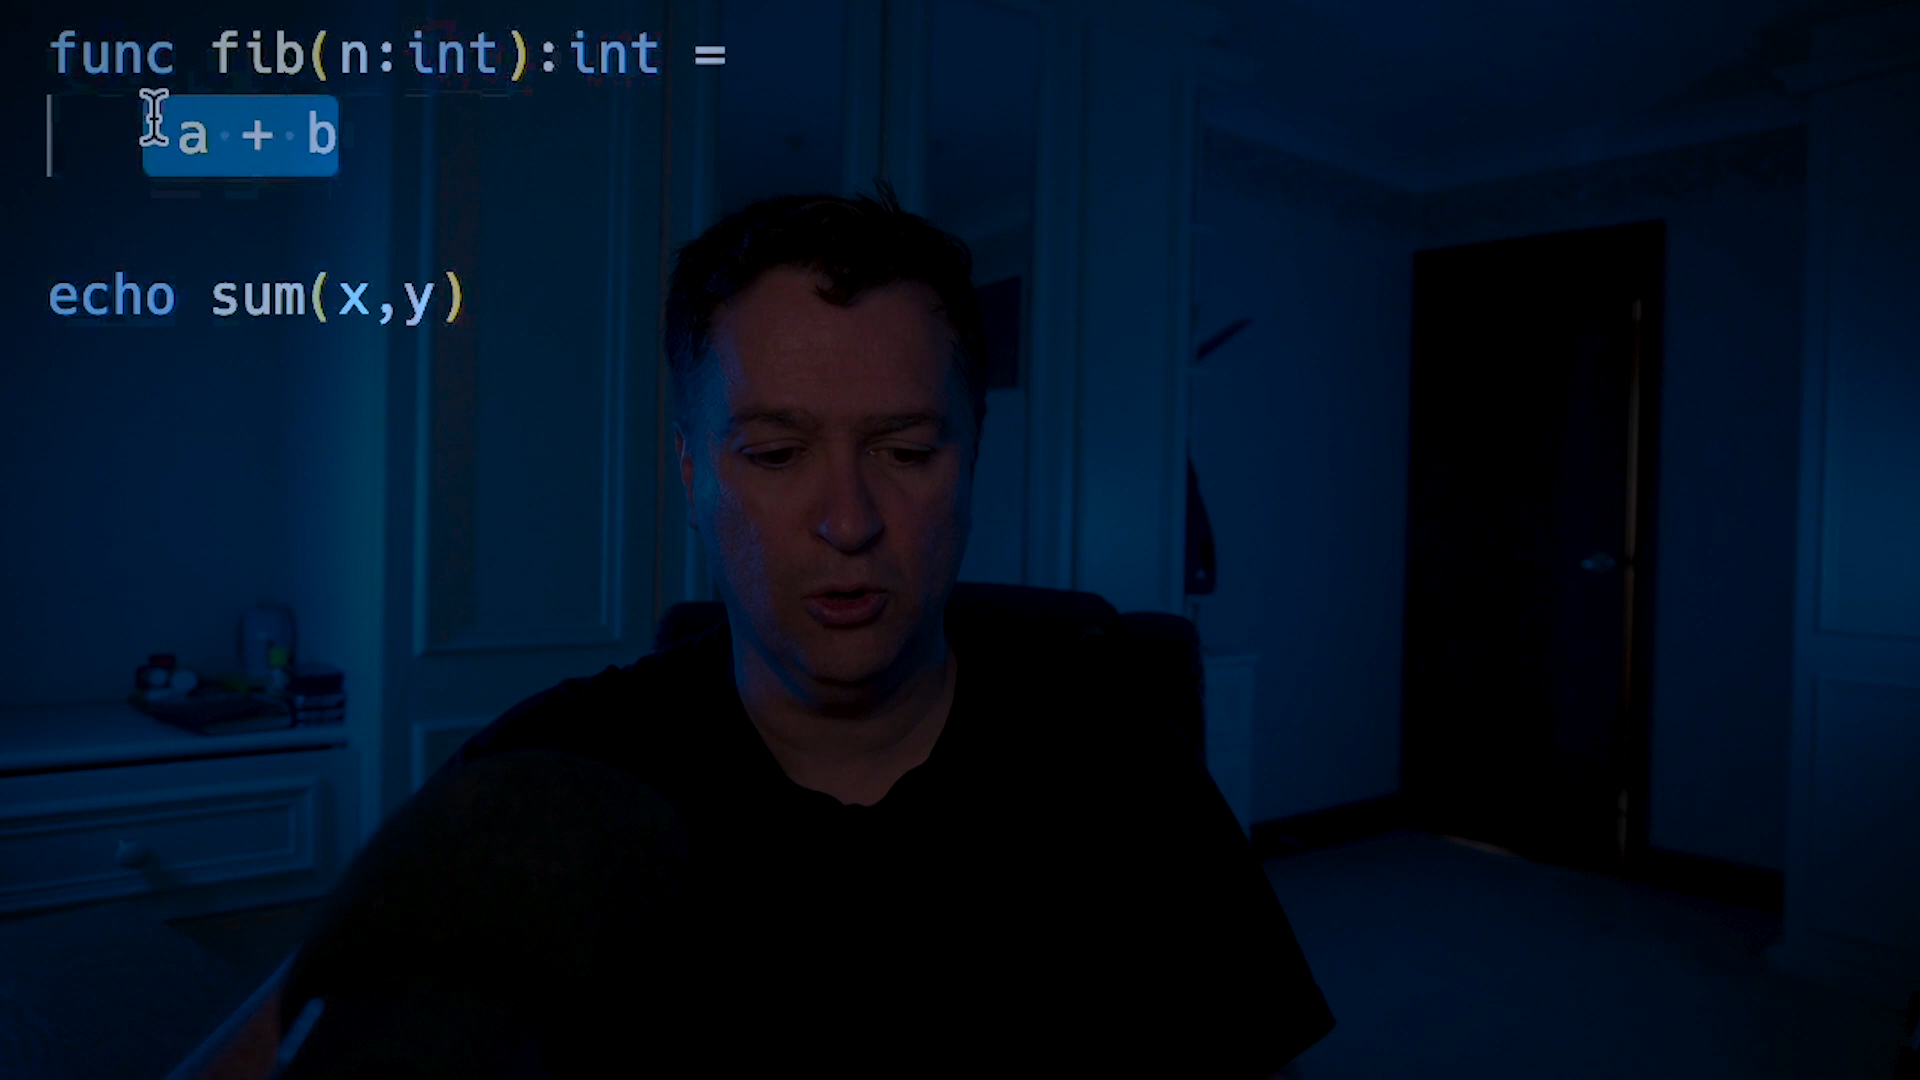 func fib(n:int):int =
a + b
echo sum(x,y)